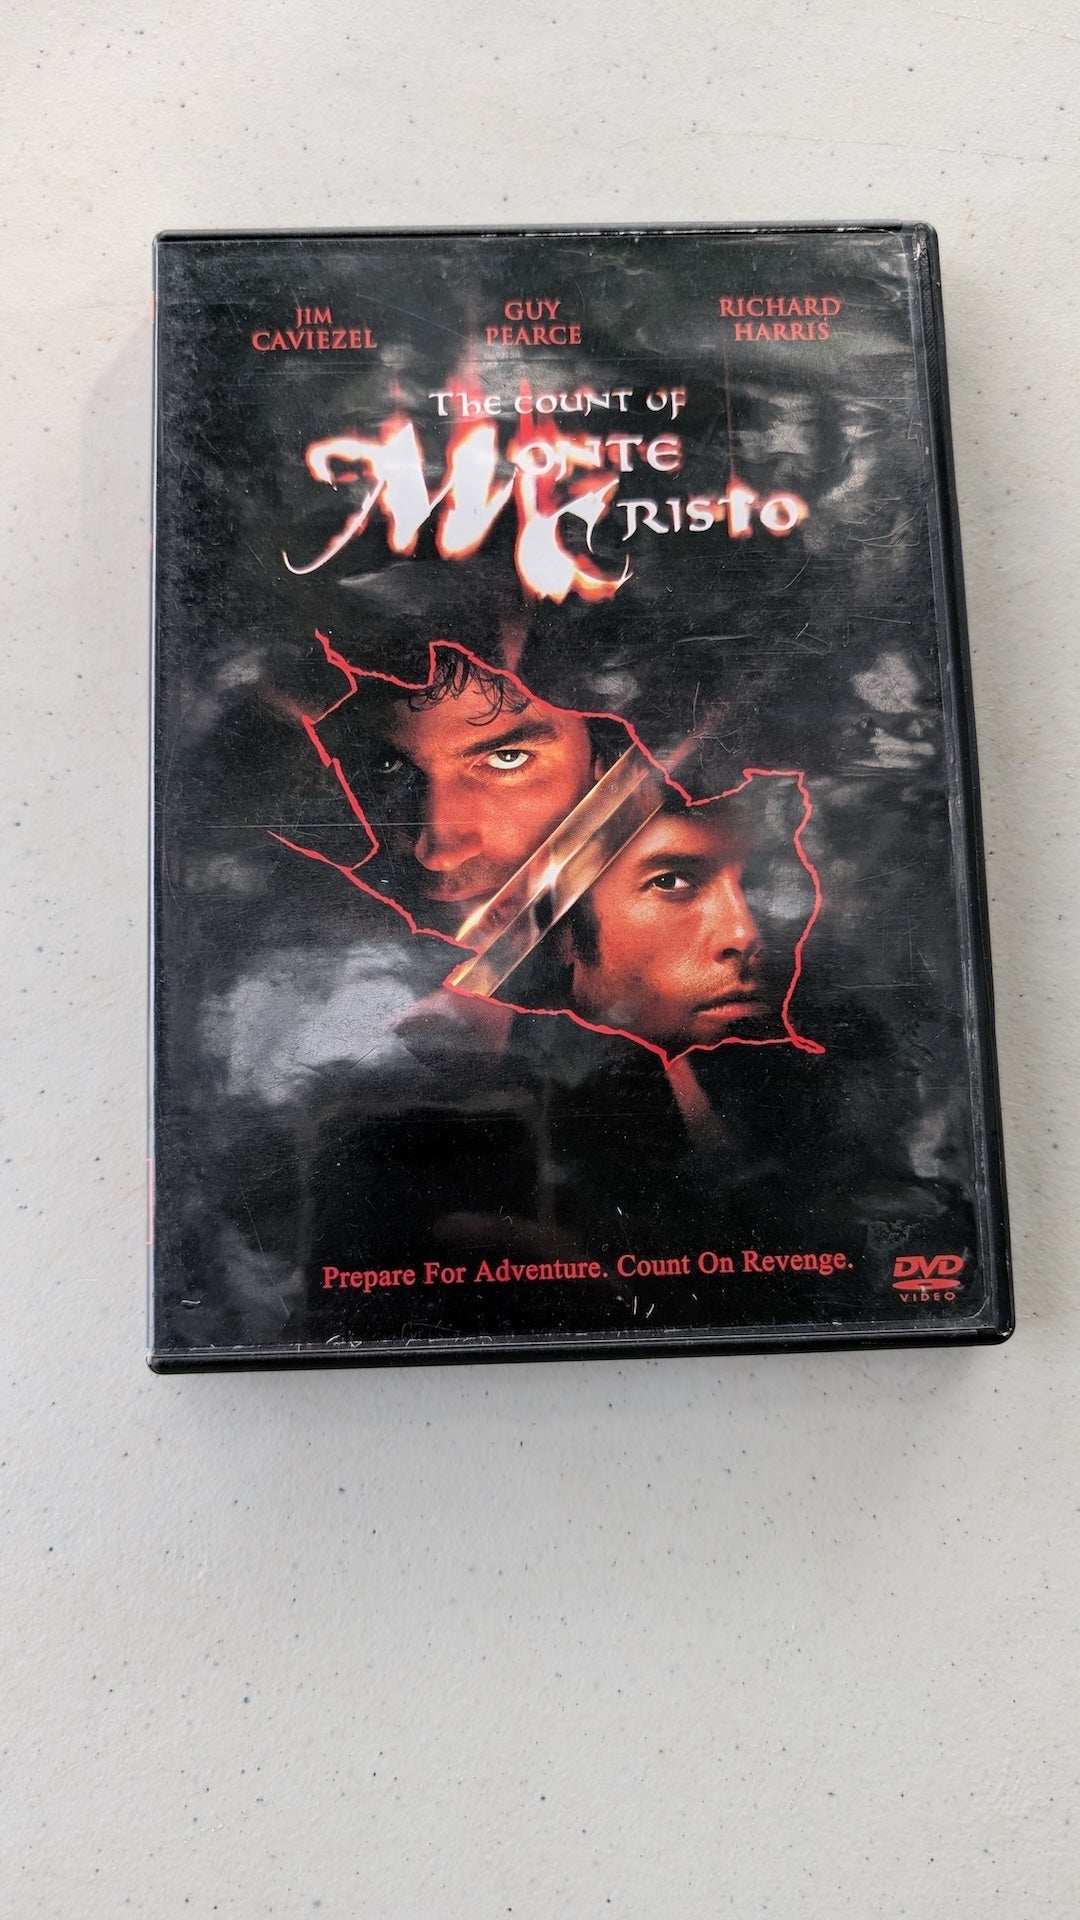 JIM
CAVIEZEL
GUY
PEARCE
RICHARD
HARRIS
The COUNT OF
MONTE
CRISTO
Prepare For Adventure. Count On Revenge.
DVD
VIDEO